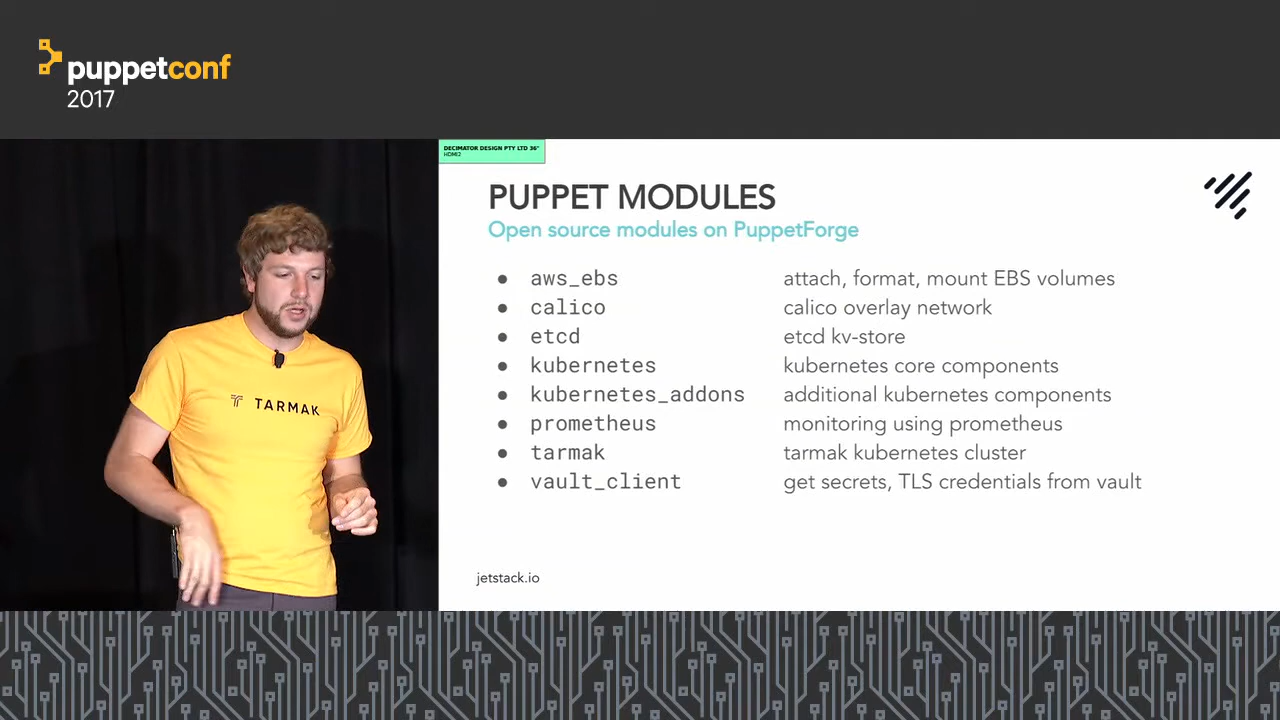 puppetconf
2017
DECIMATOR DESIGN PTY LTD 36"
HDMI2
PUPPET MODULES
Open source modules on PuppetForge
● aws_ebs attach, format, mount EBS volumes
● calico calico overlay network
● etcd etcd kv-store
● kubernetes kubernetes core components
● kubernetes_addons additional kubernetes components
● prometheus monitoring using prometheus
● tarmak tarmak kubernetes cluster
● vault_client get secrets, TLS credentials from vault
jetstack.io
TARMAK